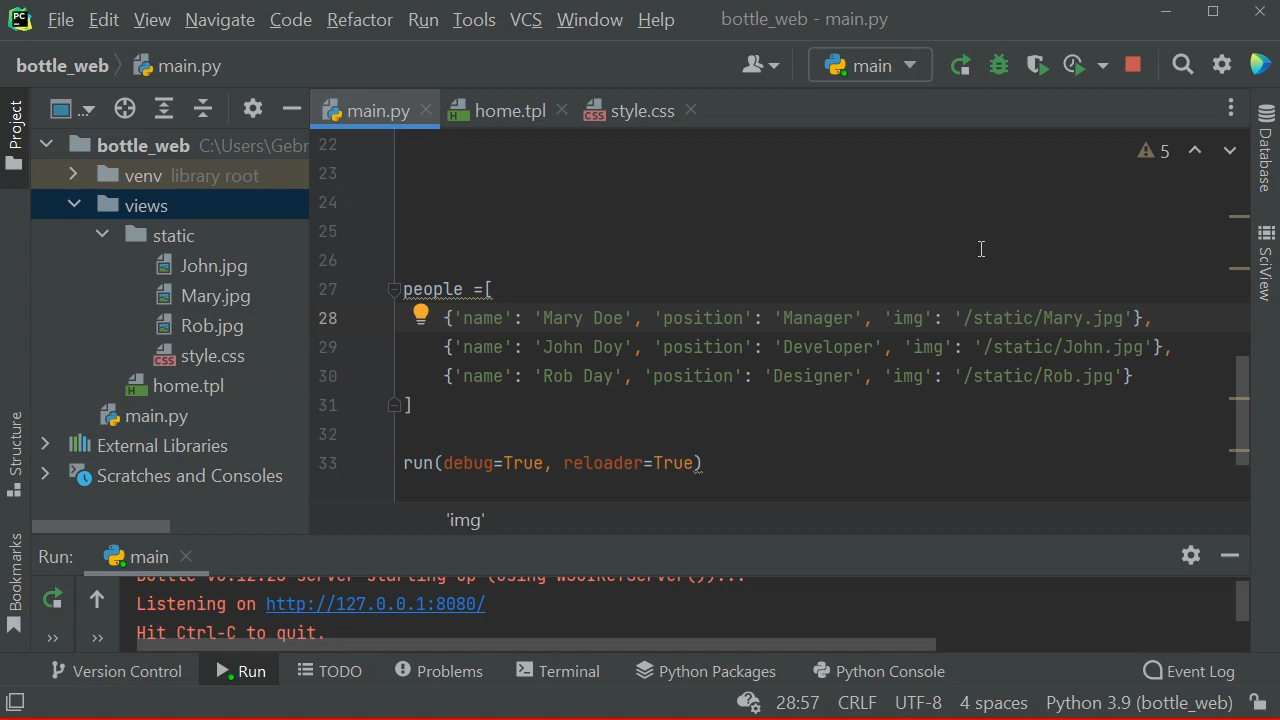 PC File Edit View Navigate Code Refactor Run Tools VCS Window Help bottle_web - main.py
bottle_web main.py main
Project
... main.py home.tpl style.css
bottle_web C:\Users\Gebr
venv library root
views
static
John.jpg
Mary.jpg
Rob.jpg
CSS style.css
home.tpl
main.py
External Libraries
Scratches and Consoles
22
23
24
25
26
27 people =[
28 {'name': 'Mary Doe', 'position': 'Manager', 'img': '/static/Mary.jpg'},
29 {'name': 'John Doy', 'position': 'Developer', 'img': '/static/John.jpg'},
30 {'name': 'Rob Day', 'position': 'Designer', 'img': '/static/Rob.jpg'}
31 ]
32
33 run(debug=True, reloader=True)
'img'
5
Database
SciView
Structure
Bookmarks
Run: main
Listening on http://127.0.0.1:8080/
Hit Ctrl-C to quit.
Version Control Run TODO Problems Terminal Python Packages Python Console Event Log
28:57 CRLF UTF-8 4 spaces Python 3.9 (bottle_web)